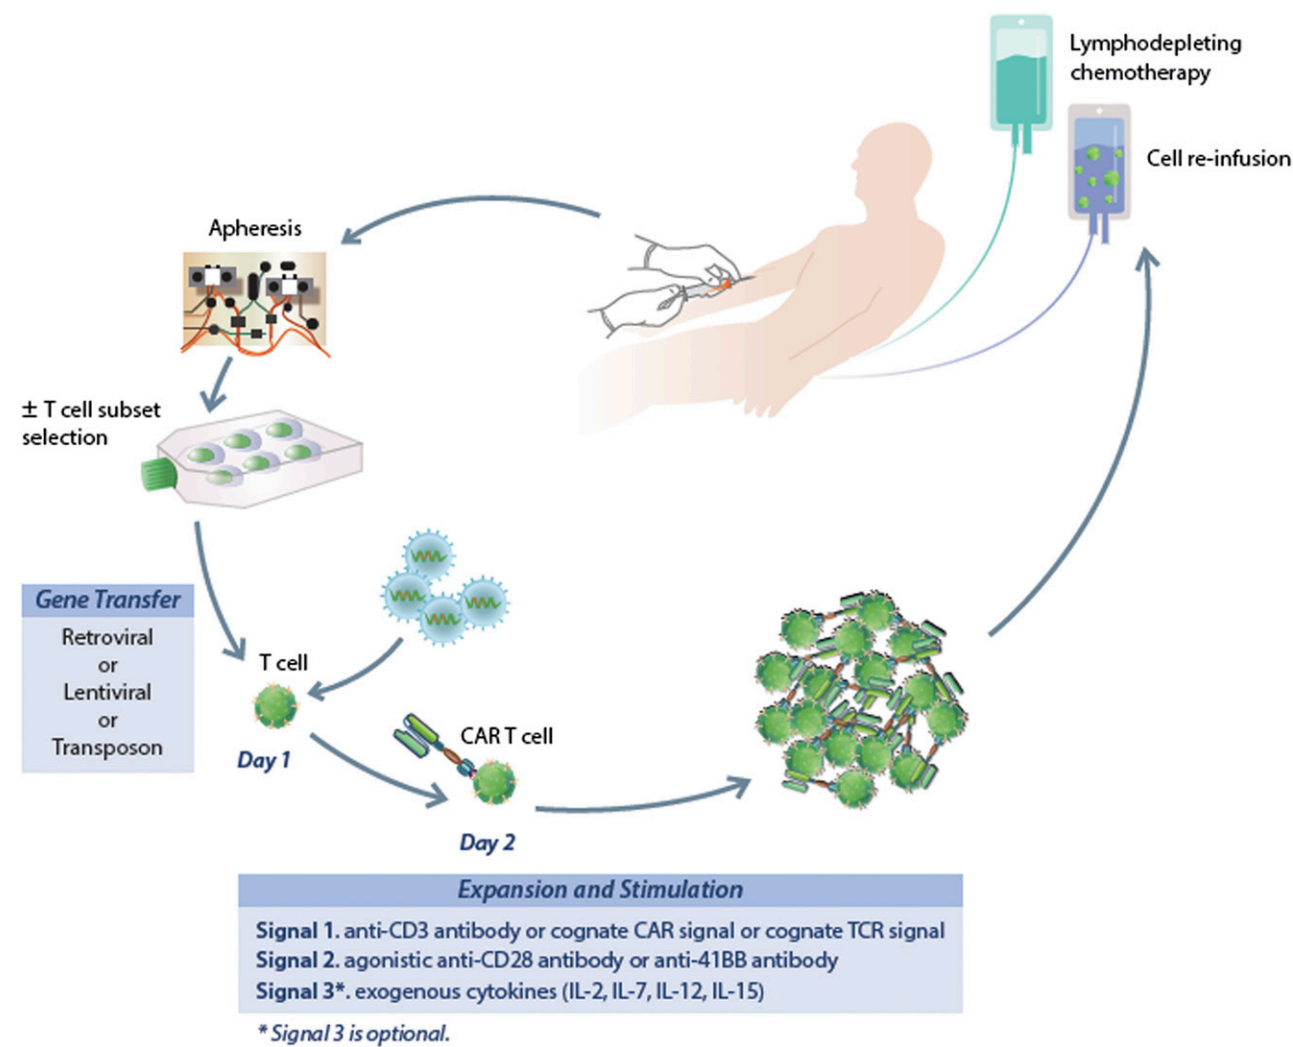 Lymphodepleting
chemotherapy
Cell re-infusion
Apheresis
± T cell subset
selection
Gene Transfer
Retroviral
or
Lentiviral
or
Transposon
T cell
Day 1
CAR T cell
Day 2
Expansion and Stimulation
Signal 1. anti-CD3 antibody or cognate CAR signal or cognate TCR signal
Signal 2. agonistic anti-CD28 antibody or anti-41BB antibody
Signal 3*. exogenous cytokines (IL-2, IL-7, IL-12, IL-15)
* Signal 3 is optional.